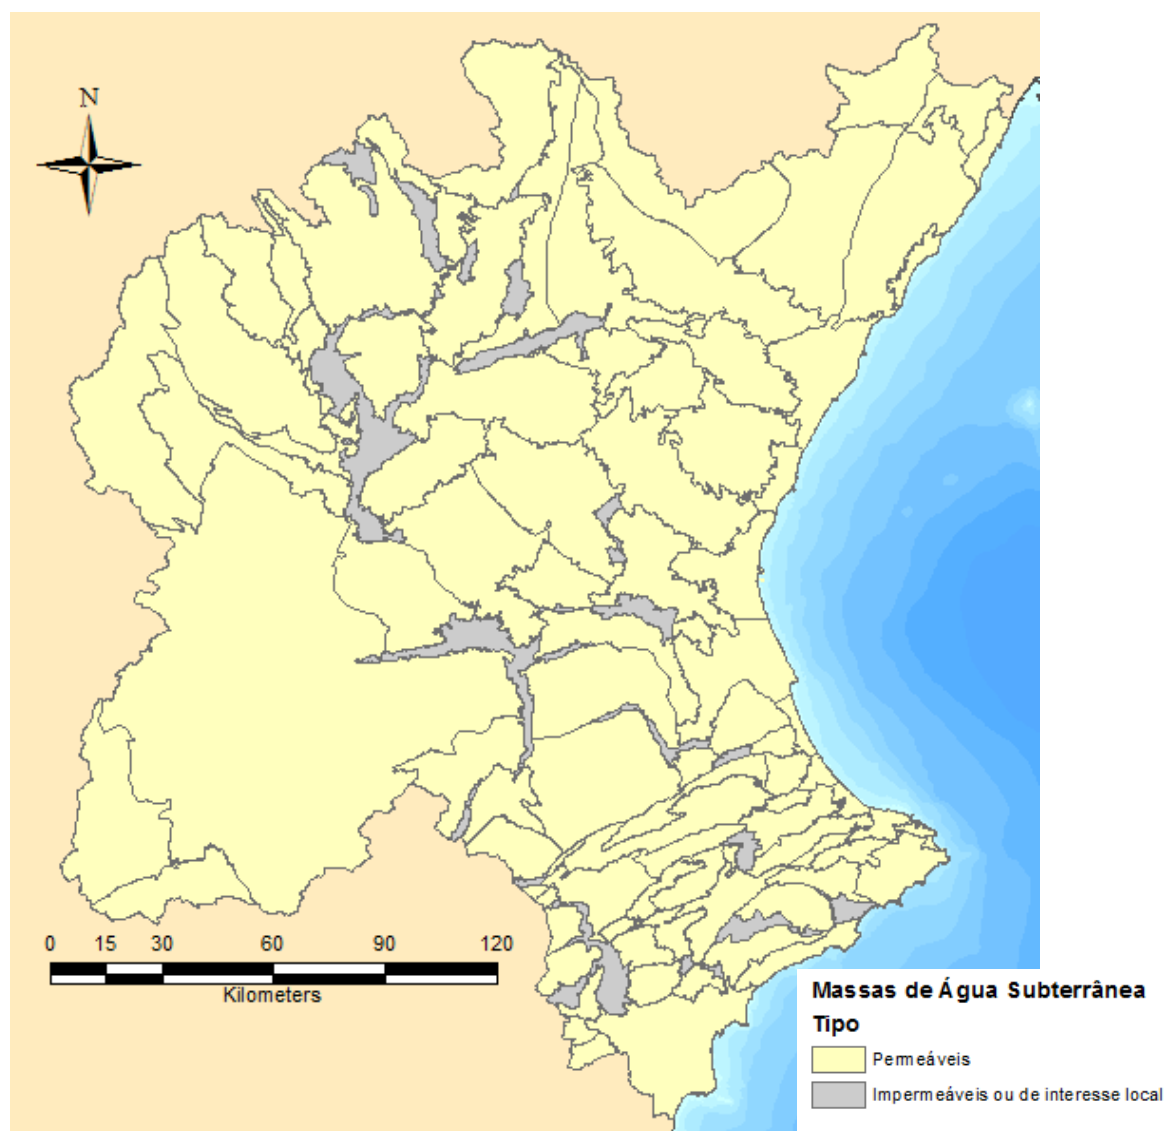 N
0 15 30 60 90 120
Kilometers
Massas de Água Subterrânea
Tipo
Permeáveis
Impermeáveis ou de interesse local